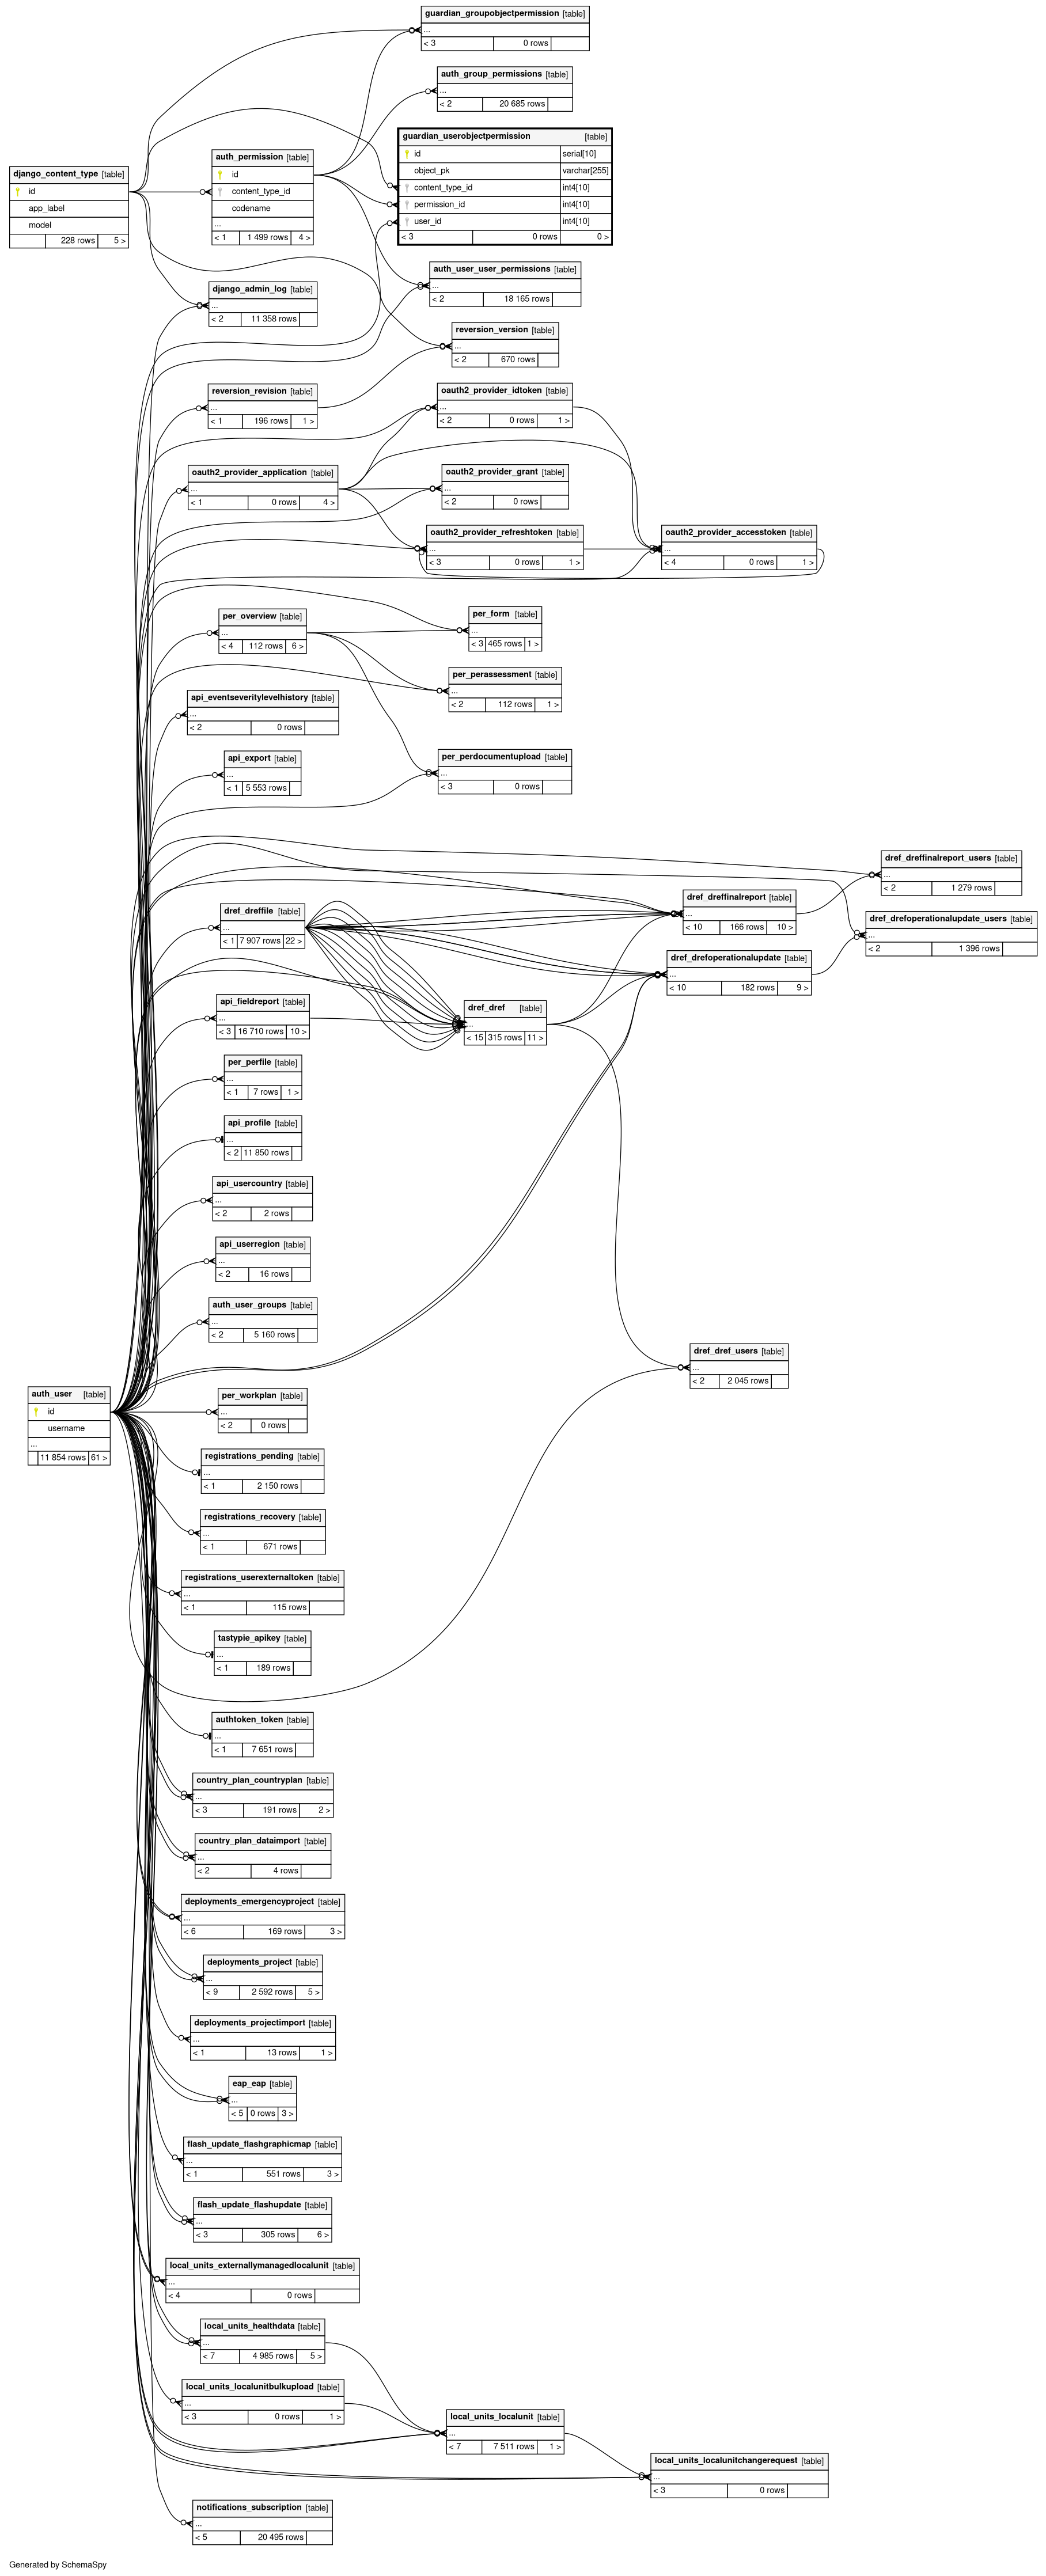 guardian_groupobjectpermission [table]
...
< 3 0 rows
auth_group_permissions [table]
...
< 2 20 685 rows
guardian_userobjectpermission [table]
id serial[10]
object_pk varchar[255]
content_type_id int4[10]
permission_id int4[10]
user_id int4[10]
< 3 0 rows 0 >
auth_permission [table]
id
content_type_id
codename
...
< 1 1 499 rows 4 >
django_content_type [table]
id
app_label
model
228 rows 5 >
auth_user_user_permissions [table]
...
< 2 18 165 rows
django_admin_log [table]
...
< 2 11 358 rows
reversion_version [table]
...
< 2 670 rows
reversion_revision [table]
...
< 1 196 rows 1 >
oauth2_provider_idtoken [table]
...
< 2 0 rows 1 >
oauth2_provider_application [table]
...
< 1 0 rows 4 >
oauth2_provider_grant [table]
...
< 2 0 rows
oauth2_provider_refreshtoken [table]
...
< 3 0 rows 1 >
oauth2_provider_accesstoken [table]
...
< 4 0 rows 1 >
per_overview [table]
...
< 4 112 rows 6 >
per_form [table]
...
< 3 465 rows 1 >
per_perassessment [table]
...
< 2 112 rows 1 >
api_eventseveritylevelhistory [table]
...
< 2 0 rows
api_export [table]
...
< 1 5 553 rows
per_perdocumentupload [table]
...
< 3 0 rows
dref_dreffinalreport_users [table]
...
< 2 1 279 rows
dref_dreffinalreport [table]
...
< 10 166 rows 10 >
dref_dreffile [table]
...
< 1 7 907 rows 22 >
dref_drefoperationalupdate_users [table]
...
< 2 1 396 rows
dref_drefoperationalupdate [table]
...
< 10 182 rows 9 >
api_fieldreport [table]
...
< 3 16 710 rows 10 >
dref_dref [table]
...
< 15 315 rows 11 >
per_perfile [table]
...
< 1 7 rows 1 >
api_profile [table]
...
< 2 11 850 rows
api_usercountry [table]
...
< 2 2 rows
api_userregion [table]
...
< 2 16 rows
auth_user_groups [table]
...
< 2 5 160 rows
dref_dref_users [table]
...
< 2 2 045 rows
auth_user [table]
id
username
...
11 854 rows 61 >
per_workplan [table]
...
< 2 0 rows
registrations_pending [table]
...
< 1 2 150 rows
registrations_recovery [table]
...
< 1 671 rows
registrations_userexternaltoken [table]
...
< 1 115 rows
tastypie_apikey [table]
...
< 1 189 rows
authtoken_token [table]
...
< 1 7 651 rows
country_plan_countryplan [table]
...
< 3 191 rows 2 >
country_plan_dataimport [table]
...
< 2 4 rows
deployments_emergencyproject [table]
...
< 6 169 rows 3 >
deployments_project [table]
...
< 9 2 592 rows 5 >
deployments_projectimport [table]
...
< 1 13 rows 1 >
eap_eap [table]
...
< 5 0 rows 3 >
flash_update_flashgraphicmap [table]
...
< 1 551 rows 3 >
flash_update_flashupdate [table]
...
< 3 305 rows 6 >
local_units_externallymanagedlocalunit [table]
...
< 4 0 rows
local_units_healthdata [table]
...
< 7 4 985 rows 5 >
local_units_localunitbulkupload [table]
...
< 3 0 rows 1 >
local_units_localunit [table]
...
< 7 7 511 rows 1 >
local_units_localunitchangerequest [table]
...
< 3 0 rows
notifications_subscription [table]
...
< 5 20 495 rows
Generated by SchemaSpy